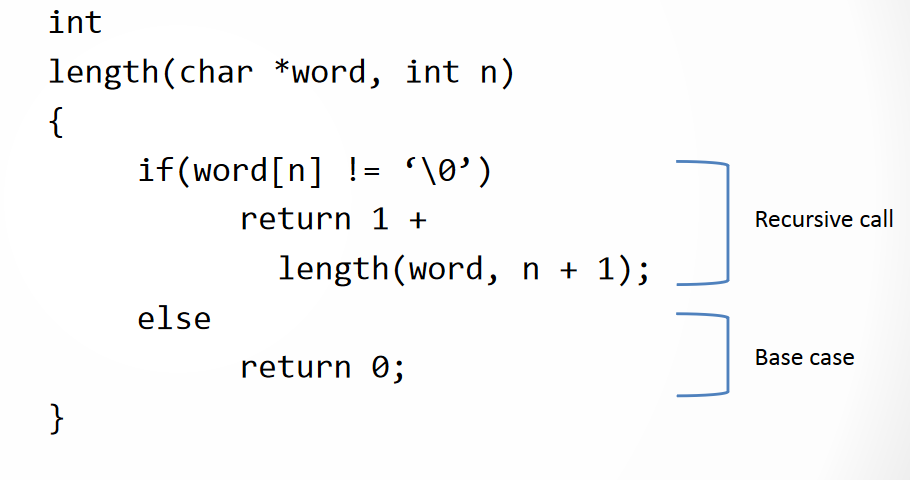 int
length(char *word, int n)
{
if(word[n] != ‘\0’)
return 1 +
length(word, n + 1);
else
return 0;
}
Recursive call
Base case